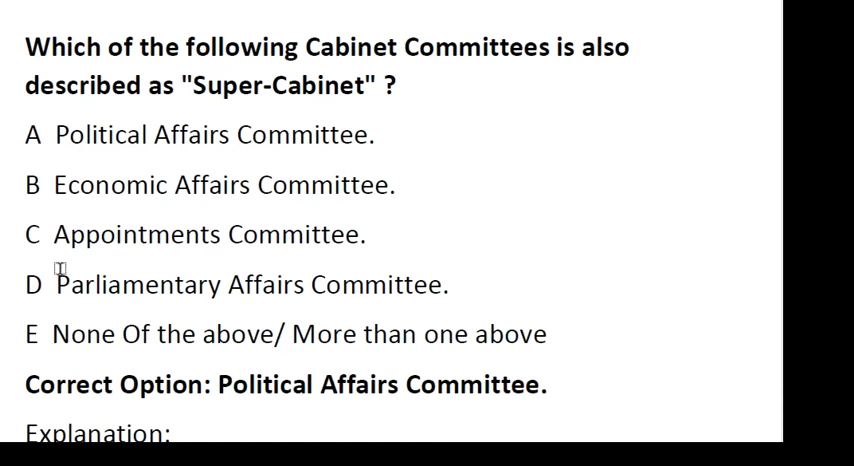 Which of the following Cabinet Committees is also
described as "Super-Cabinet" ?
A Political Affairs Committee.
B Economic Affairs Committee.
C Appointments Committee.
D Parliamentary Affairs Committee.
E None Of the above/ More than one above
Correct Option: Political Affairs Committee.
Explanation: